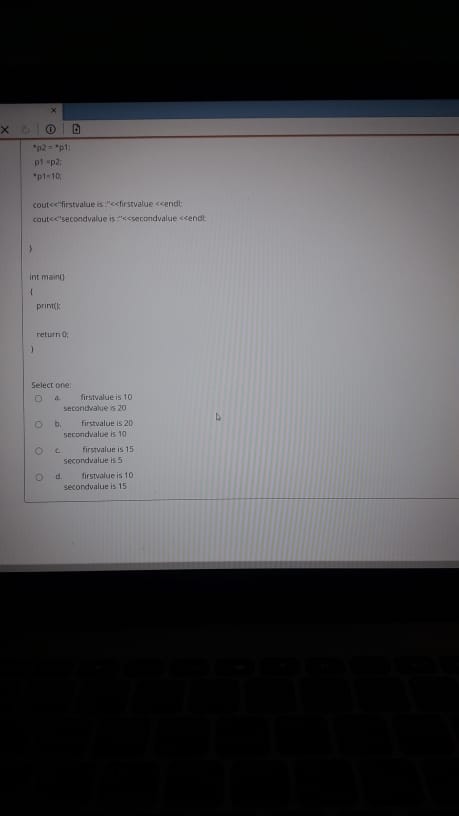 *p2 = *p1;
p1 =p2;
*p1=10;
cout<<"firstvalue is :"<<firstvalue <<endl;
cout<<"secondvalue is :"<<secondvalue <<endl;
}
int main()
{
print();
return 0;
}
Select one:
a. firstvalue is 10
secondvalue is 20
b. firstvalue is 20
secondvalue is 10
c. firstvalue is 15
secondvalue is 5
d. firstvalue is 10
secondvalue is 15